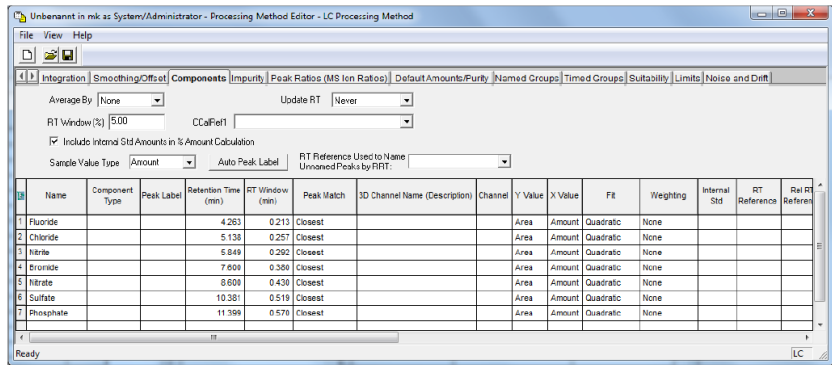 Unbenannt in mk as System/Administrator - Processing Method Editor - LC Processing Method
File View Help
Integration Smoothing/Offset Components Impurity Peak Ratios (MS Ion Ratios) Default Amounts/Purity Named Groups Timed Groups Suitability Limits Noise and Drift
Average By None Update RT Never
RT Window (%) 5.00 CCalRef1
Include Internal Std Amounts in % Amount Calculation
Sample Value Type Amount Auto Peak Label RT Reference Used to Name Unnamed Peaks by RRT:
Name Component Type Peak Label Retention Time (min) RT Window (min) Peak Match 3D Channel Name (Description) Channel Y Value X Value Fit Weighting Internal Std RT Reference Rel RT Referen
1 Fluoride 4.263 0.213 Closest Area Amount Quadratic None
2 Chloride 5.138 0.257 Closest Area Amount Quadratic None
3 Nitrite 5.849 0.292 Closest Area Amount Quadratic None
4 Bromide 7.600 0.380 Closest Area Amount Quadratic None
5 Nitrate 8.600 0.430 Closest Area Amount Quadratic None
6 Sulfate 10.381 0.519 Closest Area Amount Quadratic None
7 Phosphate 11.399 0.570 Closest Area Amount Quadratic None
Ready LC